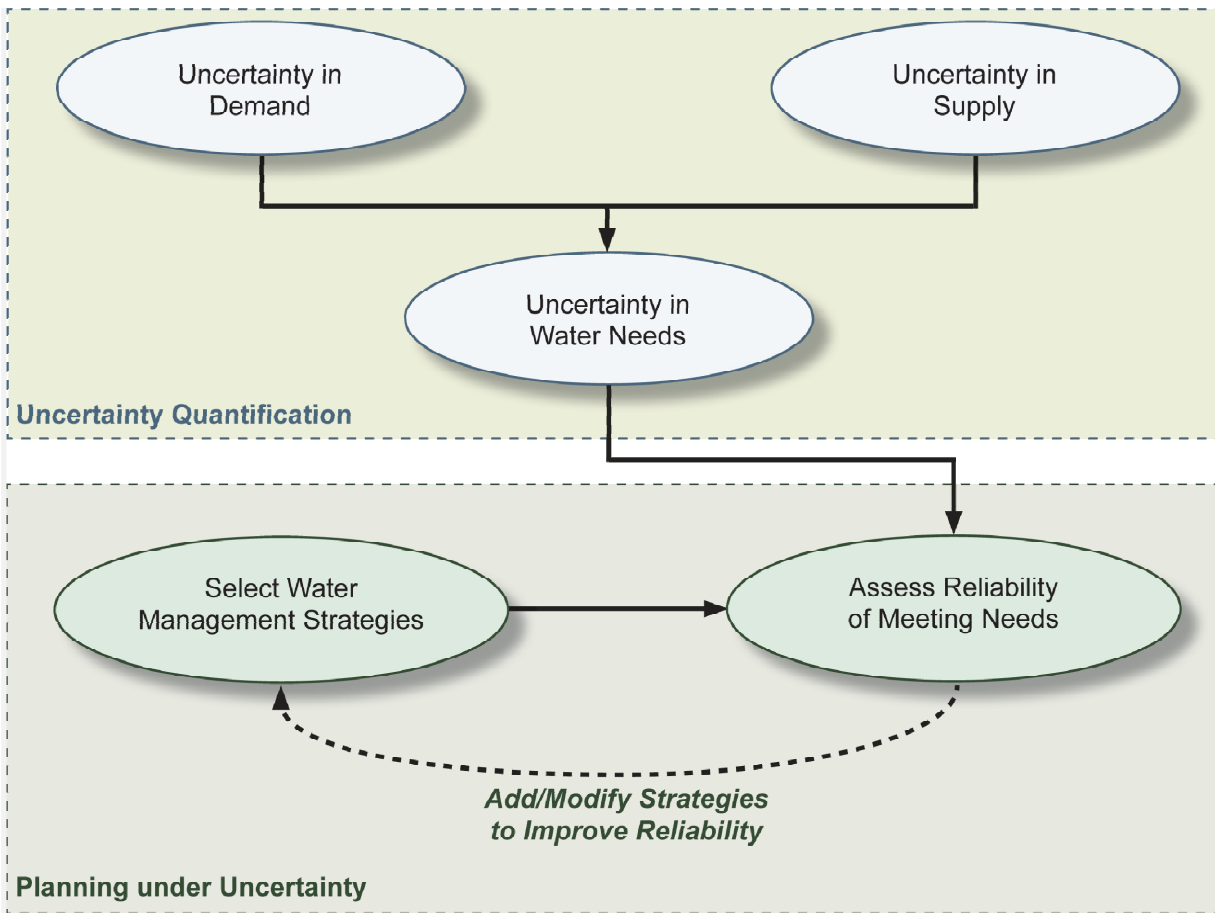 Uncertainty in
Demand
Uncertainty in
Supply
Uncertainty in
Water Needs
Uncertainty Quantification
Select Water
Management Strategies
Assess Reliability
of Meeting Needs
Add/Modify Strategies
to Improve Reliability
Planning under Uncertainty